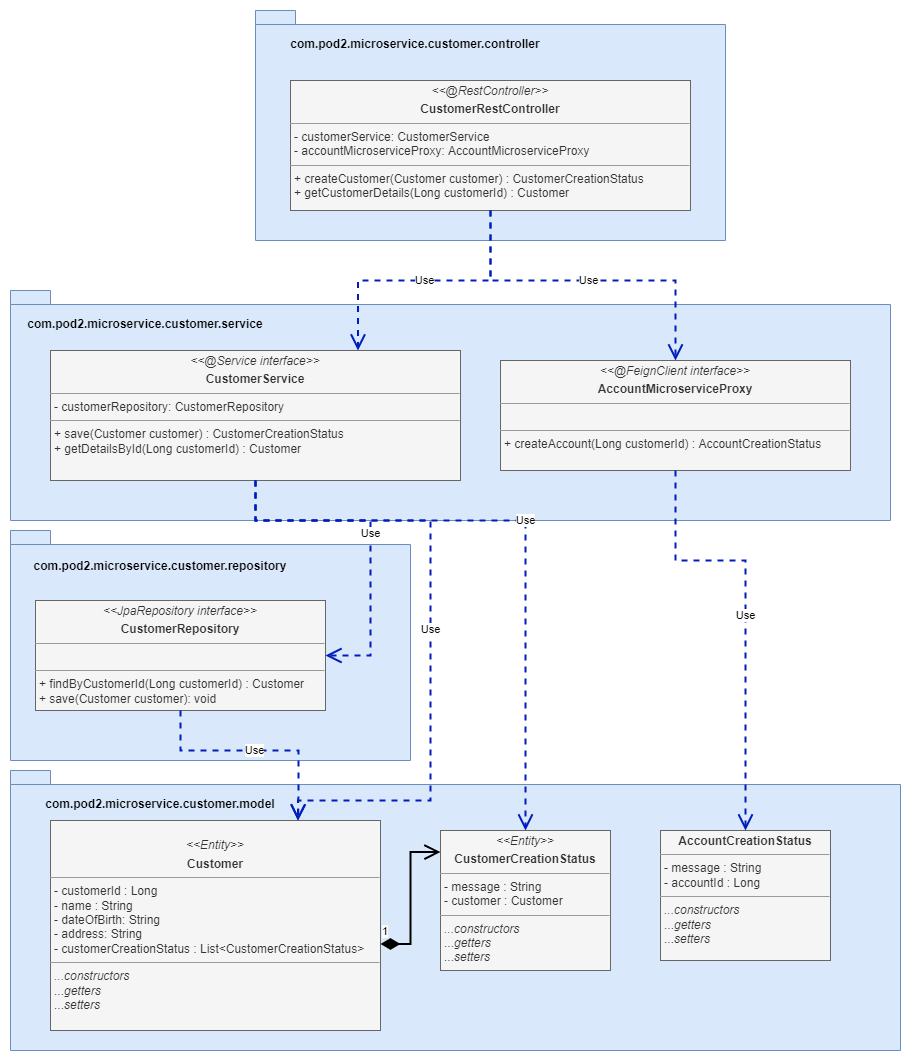 com.pod2.microservice.customer.controller
<<@RestController>>
CustomerRestController
- customerService: CustomerService
- accountMicroserviceProxy: AccountMicroserviceProxy
+ createCustomer(Customer customer) : CustomerCreationStatus
+ getCustomerDetails(Long customerId) : Customer
Use
Use
com.pod2.microservice.customer.service
<<@Service interface>>
CustomerService
- customerRepository: CustomerRepository
+ save(Customer customer) : CustomerCreationStatus
+ getDetailsById(Long customerId) : Customer
<<@FeignClient interface>>
AccountMicroserviceProxy
+ createAccount(Long customerId) : AccountCreationStatus
Use
Use
com.pod2.microservice.customer.repository
<<JpaRepository interface>>
CustomerRepository
+ findByCustomerId(Long customerId) : Customer
+ save(Customer customer): void
Use
Use
Use
com.pod2.microservice.customer.model
<<Entity>>
Customer
- customerId : Long
- name : String
- dateOfBirth: String
- address: String
- customerCreationStatus : List<CustomerCreationStatus>
...constructors
...getters
...setters
1
<<Entity>>
CustomerCreationStatus
- message : String
- customer : Customer
...constructors
...getters
...setters
AccountCreationStatus
- message : String
- accountId : Long
...constructors
...getters
...setters